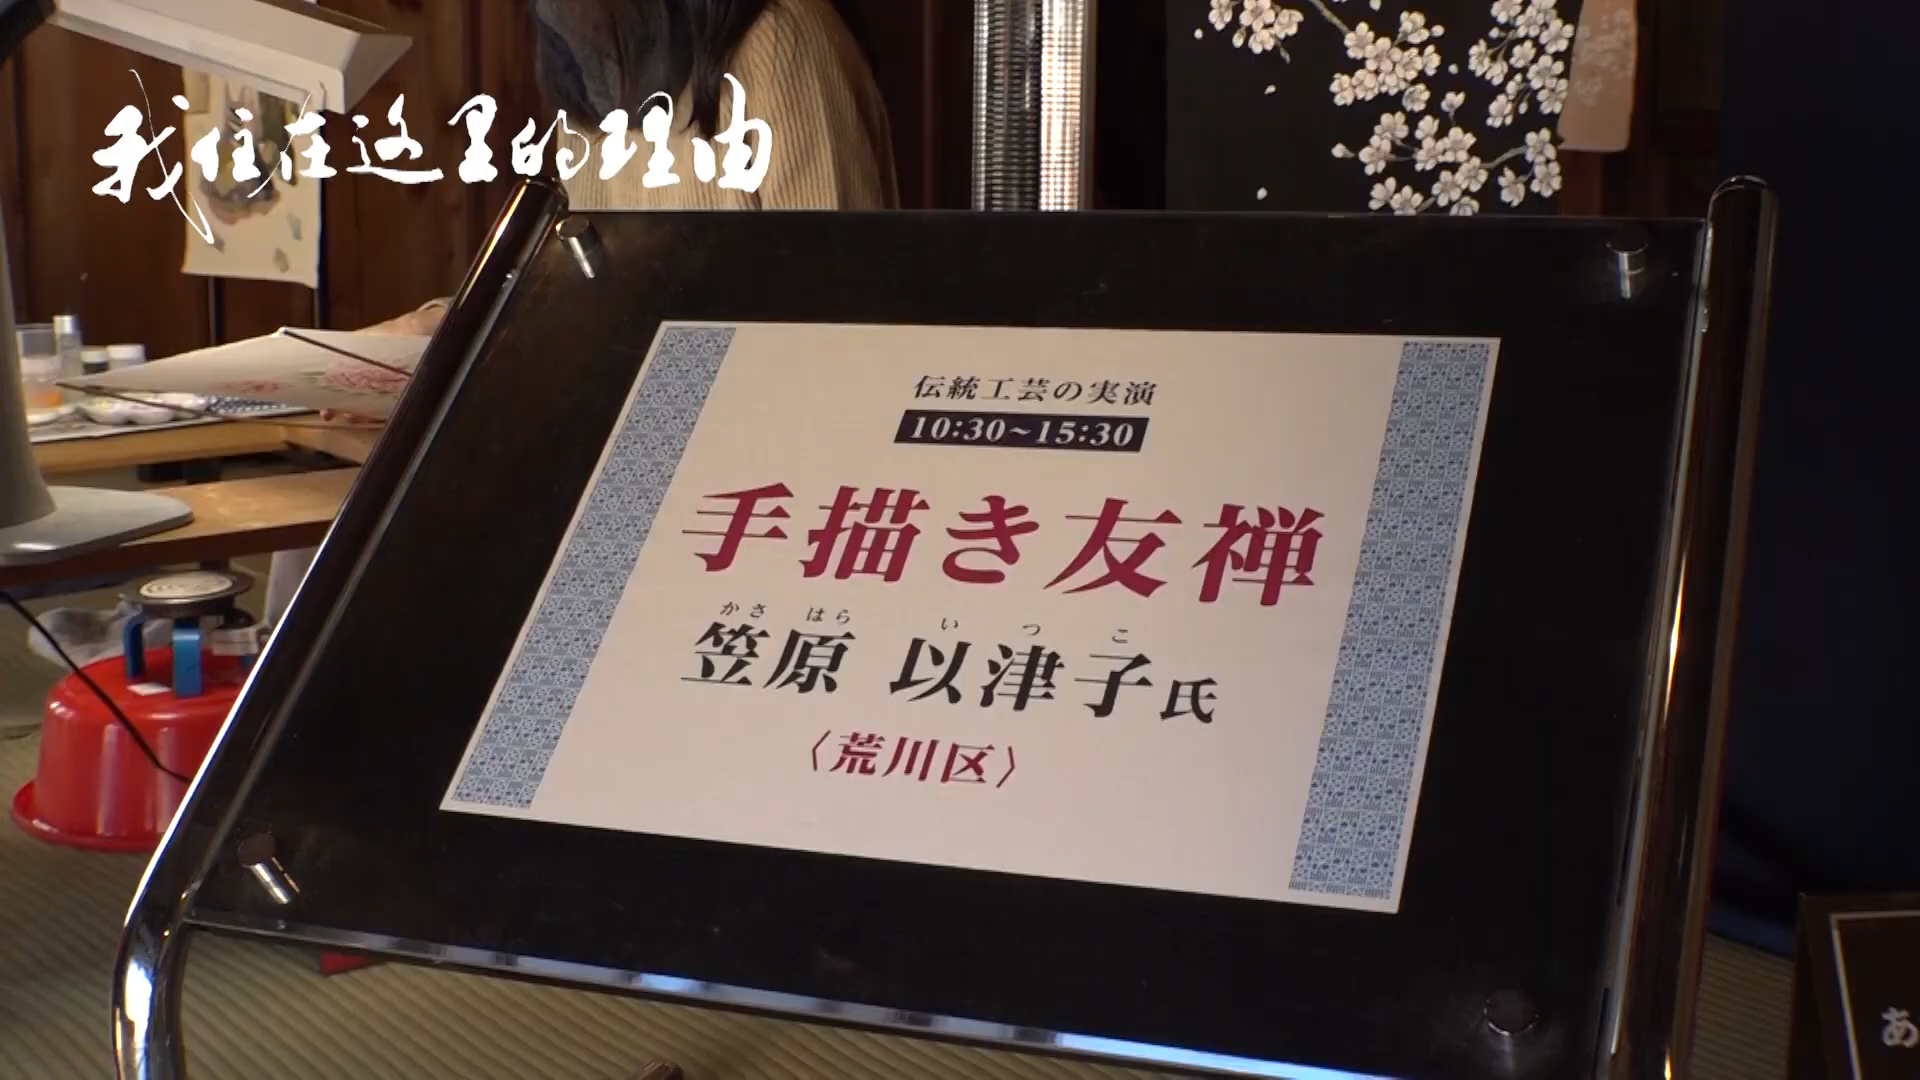 我住在这里的理由
伝統工芸の実演
10:30~15:30
手描き友禅
かさ はら い つ こ
笠原 以津子氏
〈荒川区〉
あ